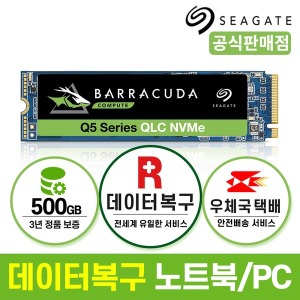 SEAGATE
공식판매점
BARRACUDA
COMPUTE
SEAGATE
Q5 Series QLC NVMe
500GB
3년 정품 보증
R
데이터복구
전세계 유일한 서비스
우체국 택배
안전배송 서비스
데이터복구 노트북/PC